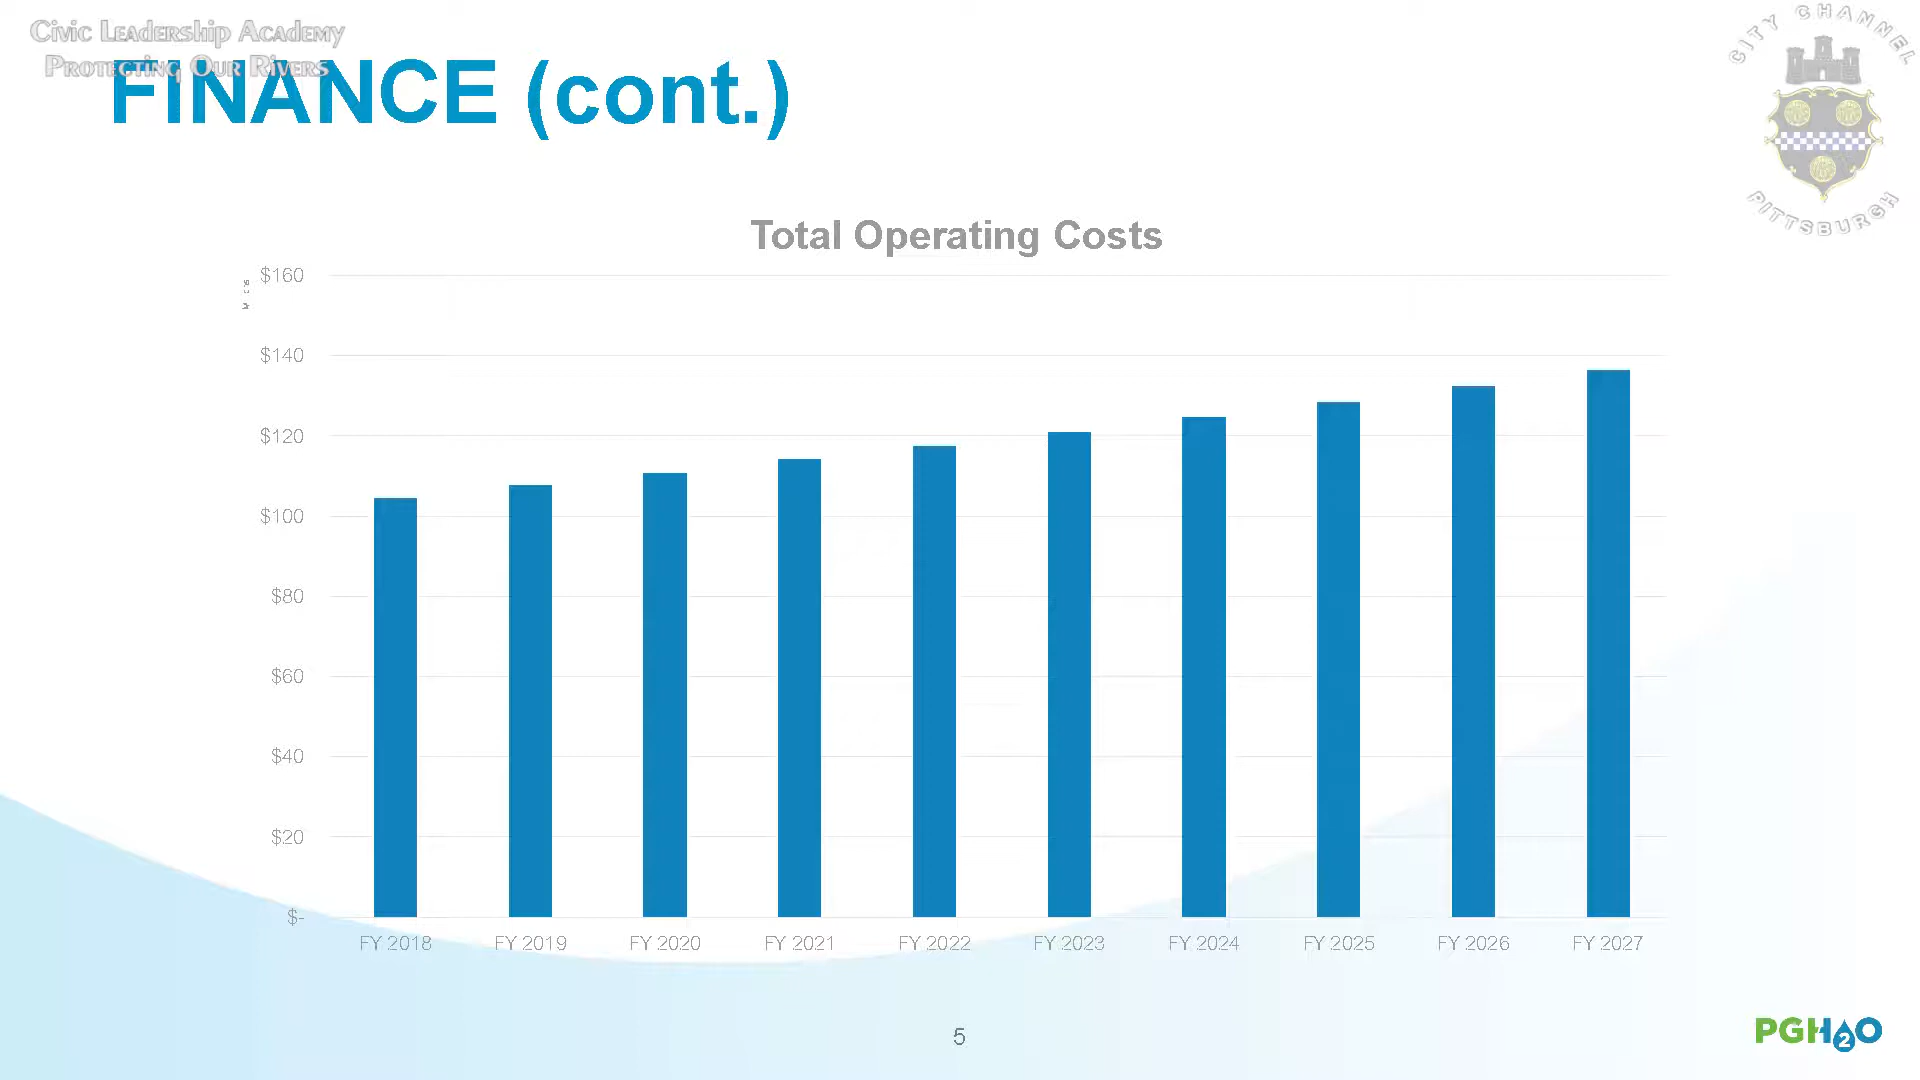 Civic Leadership Academy
Protecting Our Rivers
FINANCE (cont.)
CITY CHANNEL
PITTSBURGH
Total Operating Costs
$160
$140
$120
$100
$80
$60
$40
$20
$-
FY 2018 FY 2019 FY 2020 FY 2021 FY 2022 FY 2023 FY 2024 FY 2025 FY 2026 FY 2027
5
PGH2O